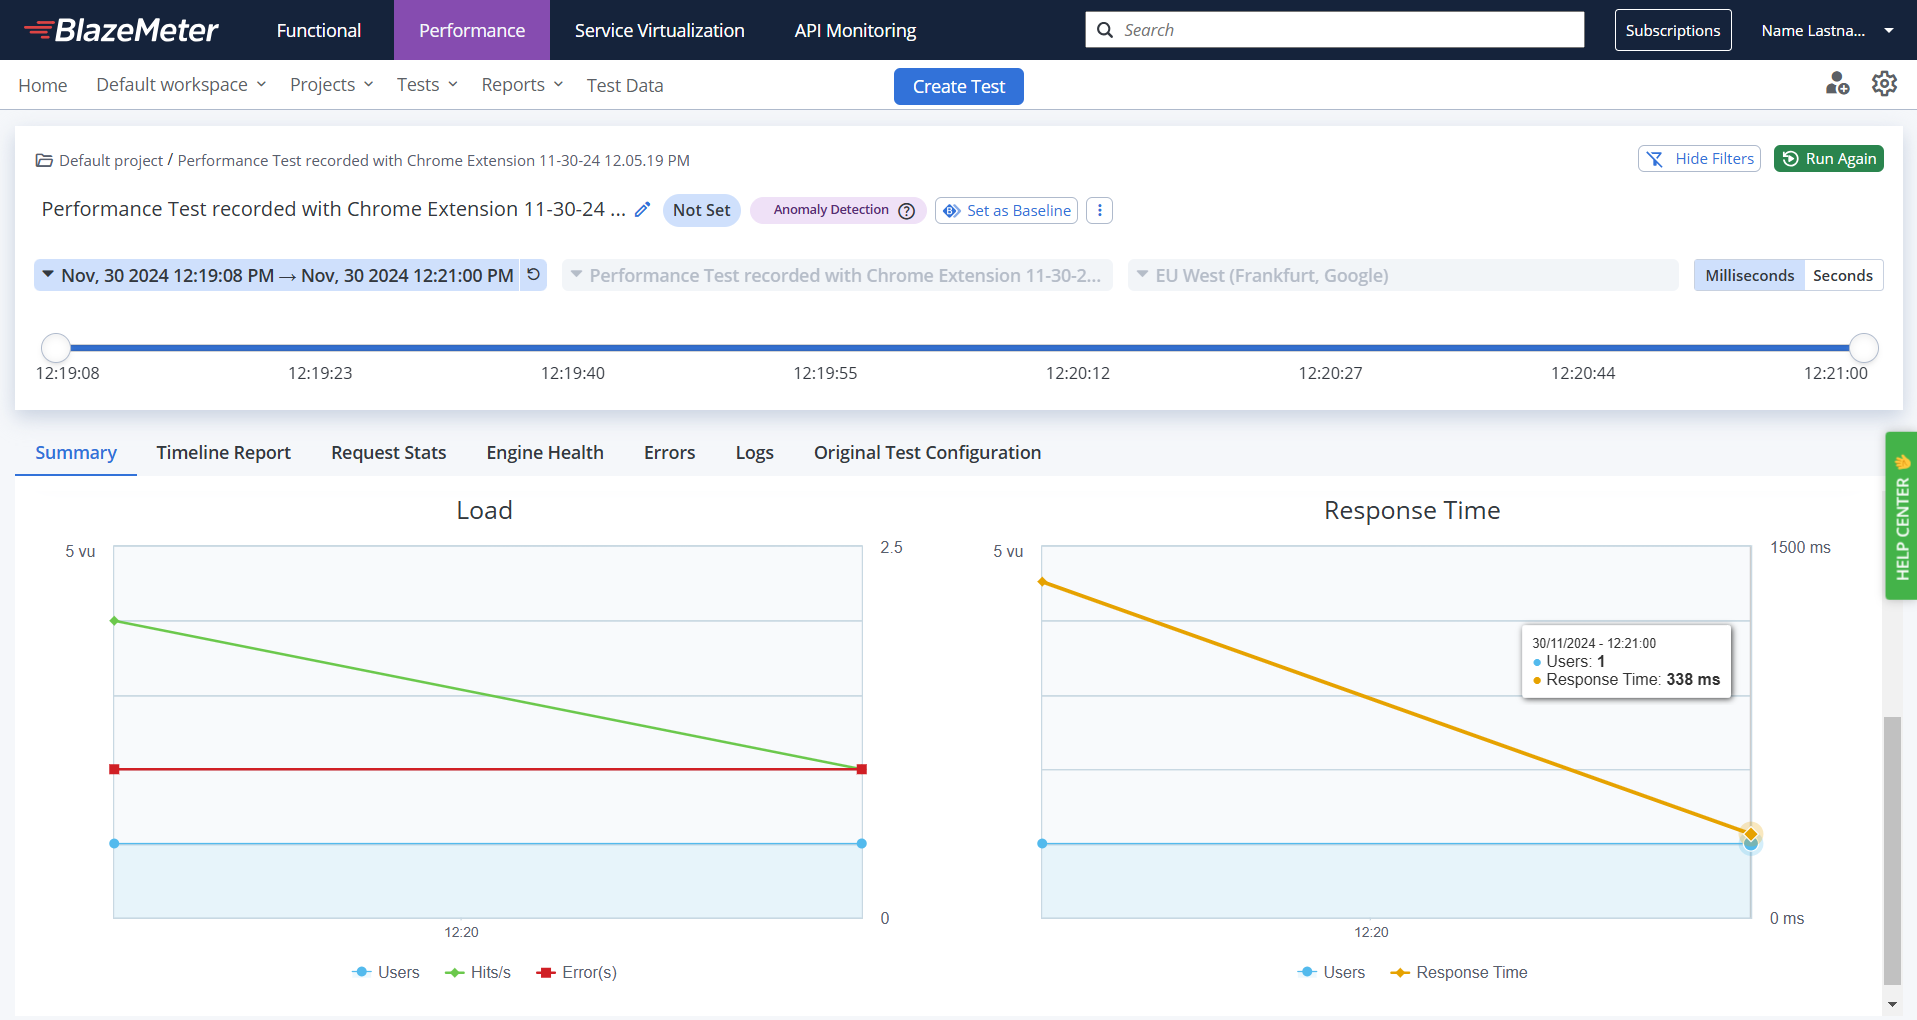 BlazeMeter
Functional
Performance
Service Virtualization
API Monitoring
Search
Subscriptions
Name Lastna...
Home
Default workspace
Projects
Tests
Reports
Test Data
Create Test
Default project / Performance Test recorded with Chrome Extension 11-30-24 12.05.19 PM
Hide Filters
Run Again
Performance Test recorded with Chrome Extension 11-30-24 ...
Not Set
Anomaly Detection
Set as Baseline
Nov, 30 2024 12:19:08 PM → Nov, 30 2024 12:21:00 PM
Performance Test recorded with Chrome Extension 11-30-2...
EU West (Frankfurt, Google)
Milliseconds
Seconds
12:19:08
12:19:23
12:19:40
12:19:55
12:20:12
12:20:27
12:20:44
12:21:00
Summary
Timeline Report
Request Stats
Engine Health
Errors
Logs
Original Test Configuration
HELP CENTER
Load
5 vu
2.5
0
12:20
Users
Hits/s
Error(s)
Response Time
5 vu
1500 ms
30/11/2024 - 12:21:00
Users: 1
Response Time: 338 ms
0 ms
12:20
Users
Response Time